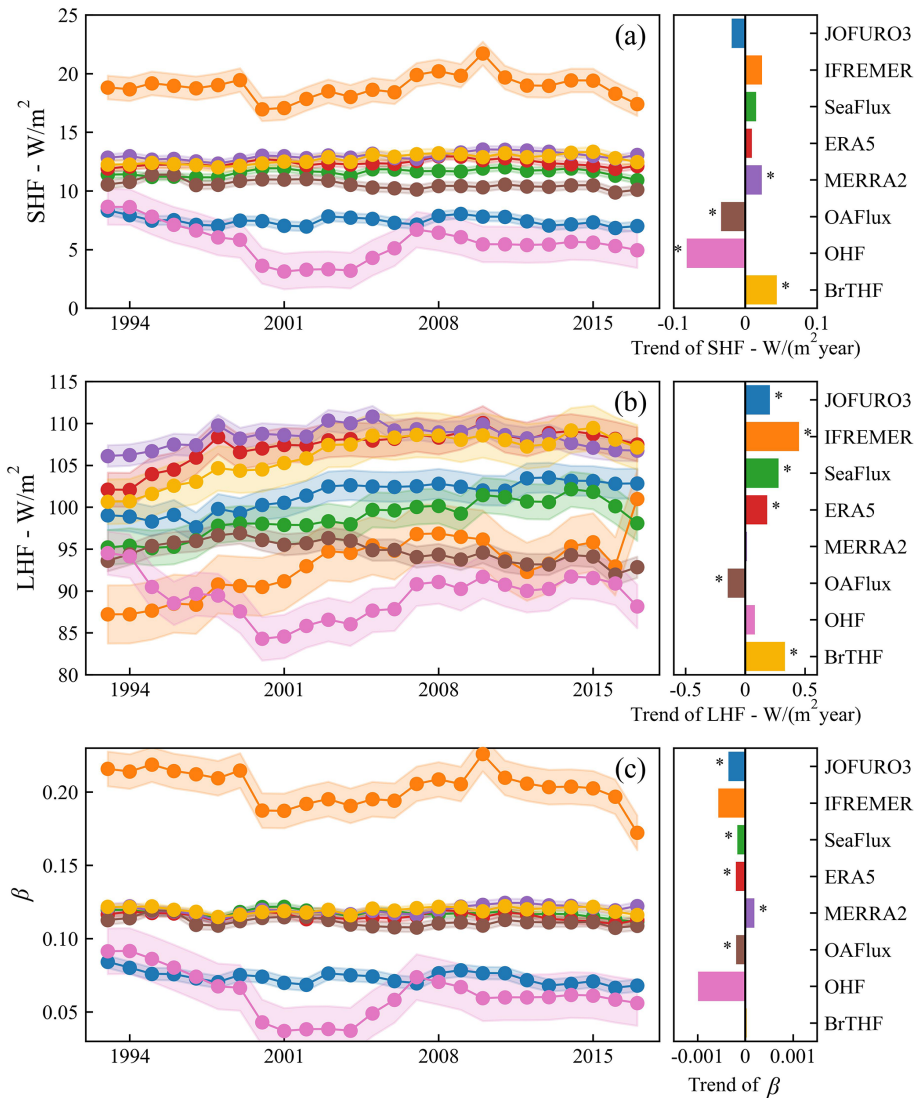 25
20
15
10
5
0
SHF - W/m²
(a)
1994
2001
2008
2015
*
*
*
*
JOFURO3
IFREMER
SeaFlux
ERA5
MERRA2
OAFlux
OHF
BrTHF
-0.1
0
0.1
Trend of SHF - W/(m²year)
115
110
105
100
95
90
85
80
LHF - W/m²
(b)
1994
2001
2008
2015
*
*
*
*
*
*
JOFURO3
IFREMER
SeaFlux
ERA5
MERRA2
OAFlux
OHF
BrTHF
-0.5
0
0.5
Trend of LHF - W/(m²year)
0.20
0.15
0.10
0.05
β
(c)
1994
2001
2008
2015
*
*
*
*
*
JOFURO3
IFREMER
SeaFlux
ERA5
MERRA2
OAFlux
OHF
BrTHF
-0.001
0
0.001
Trend of β